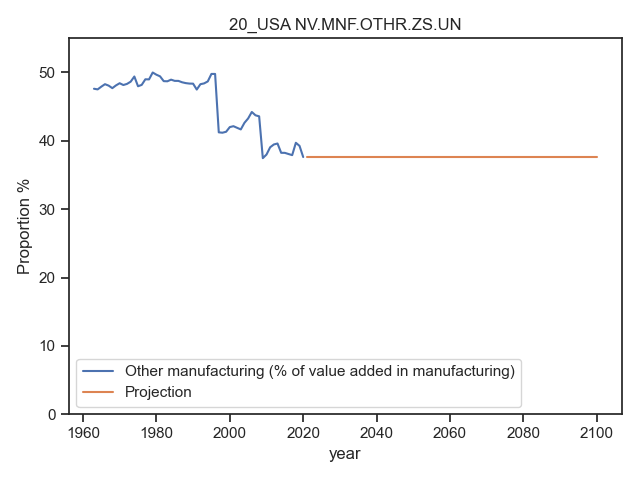 20_USA NV.MNF.OTHR.ZS.UN
Proportion %
50
40
30
20
10
0
Other manufacturing (% of value added in manufacturing)
Projection
1960 1980 2000 2020 2040 2060 2080 2100
year